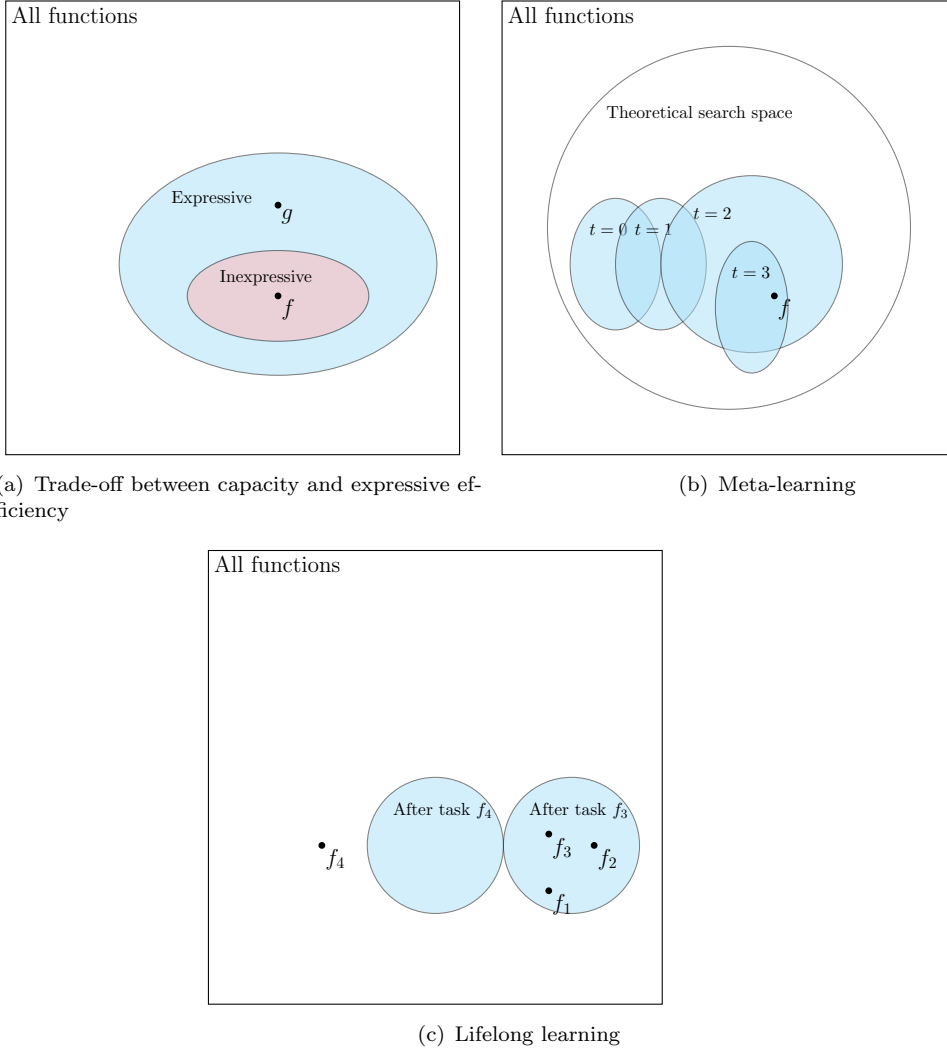 All functions
Expressive
g
Inexpressive
f
(a) Trade-off between capacity and expressive ef-
ficiency
All functions
Theoretical search space
t = 0
t = 1
t = 2
t = 3
f
(b) Meta-learning
All functions
After task f₄
After task f₃
f₃
f₂
f₄
f₁
(c) Lifelong learning